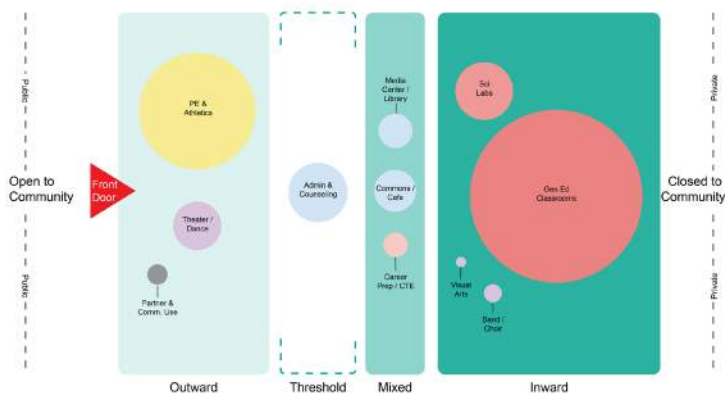 Public
Public
Open to
Community
Front
Door
PE &
Athletics
Theater /
Dance
Partner &
Comm. Use
Admin &
Counseling
Media
Center /
Library
Commons /
Cafe
Career
Prep / CTE
Sci
Labs
Gen Ed
Classrooms
Visual
Arts
Band /
Choir
Private
Private
Closed to
Community
Outward
Threshold
Mixed
Inward